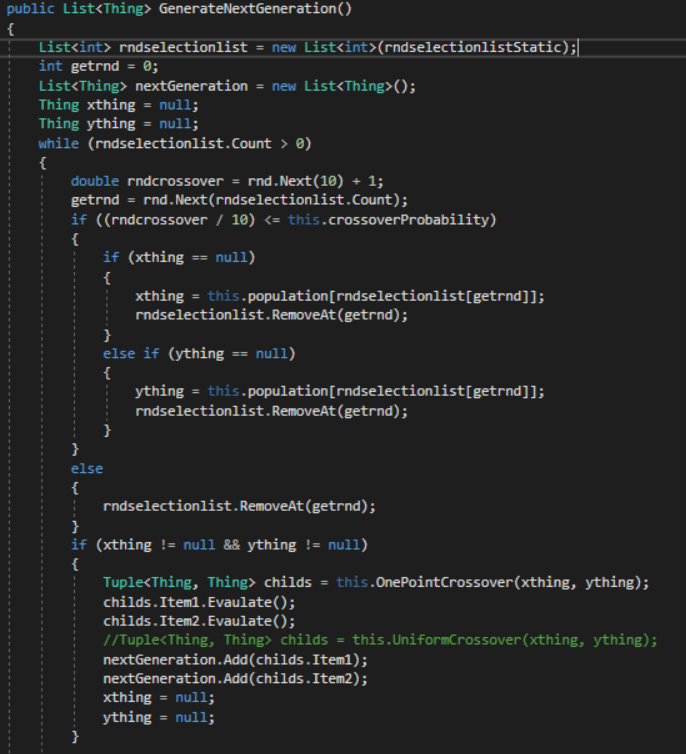 public List<Thing> GenerateNextGeneration()
{
List<int> rndselectionlist = new List<int>(rndselectionlistStatic);
int getrnd = 0;
List<Thing> nextGeneration = new List<Thing>();
Thing xthing = null;
Thing ything = null;
while (rndselectionlist.Count > 0)
{
double rndcrossover = rnd.Next(10) + 1;
getrnd = rnd.Next(rndselectionlist.Count);
if ((rndcrossover / 10) <= this.crossoverProbability)
{
if (xthing == null)
{
xthing = this.population[rndselectionlist[getrnd]];
rndselectionlist.RemoveAt(getrnd);
}
else if (ything == null)
{
ything = this.population[rndselectionlist[getrnd]];
rndselectionlist.RemoveAt(getrnd);
}
}
else
{
rndselectionlist.RemoveAt(getrnd);
}
if (xthing != null && ything != null)
{
Tuple<Thing, Thing> childs = this.OnePointCrossover(xthing, ything);
childs.Item1.Evaulate();
childs.Item2.Evaulate();
//Tuple<Thing, Thing> childs = this.UniformCrossover(xthing, ything);
nextGeneration.Add(childs.Item1);
nextGeneration.Add(childs.Item2);
xthing = null;
ything = null;
}